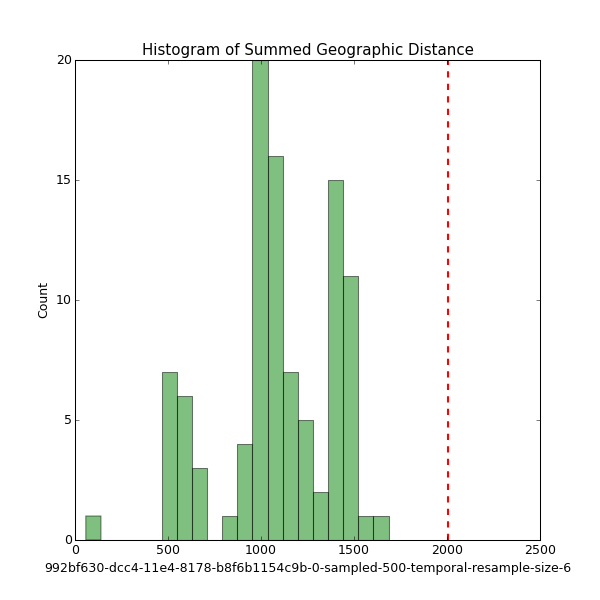 Histogram of Summed Geographic Distance
20
15
10
5
0
Count
0 500 1000 1500 2000 2500
992bf630-dcc4-11e4-8178-b8f6b1154c9b-0-sampled-500-temporal-resample-size-6